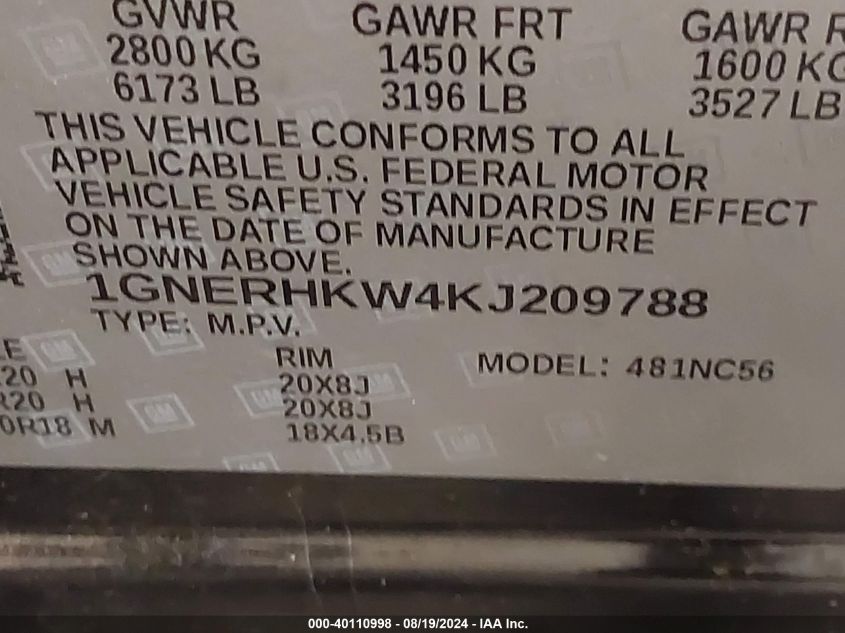 GVWR GAWR FRT GAWR R
2800 KG 1450 KG 1600 KG
6173 LB 3196 LB 3527 LB
THIS VEHICLE CONFORMS TO ALL
APPLICABLE U.S. FEDERAL MOTOR
VEHICLE SAFETY STANDARDS IN EFFECT
ON THE DATE OF MANUFACTURE
SHOWN ABOVE.
1GNERHKW4KJ209788
TYPE: M.P.V.
E RIM MODEL: 481NC56
R20 H 20X8J
R20 H 20X8J
0R18 M 18X4.5B
000-40110998 - 08/19/2024 - IAA Inc.